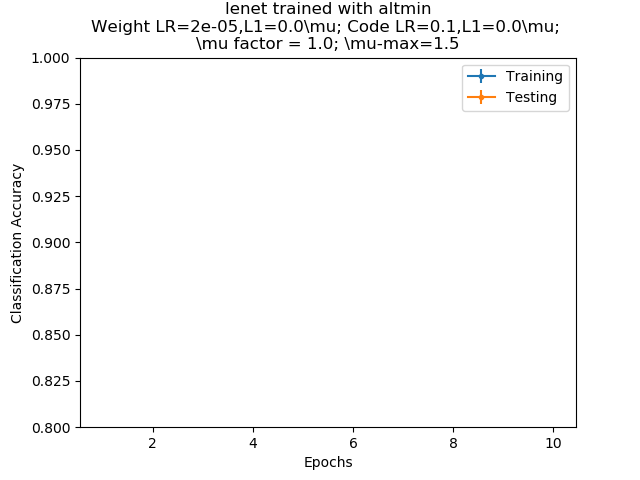 lenet trained with altmin
Weight LR=2e-05,L1=0.0\mu; Code LR=0.1,L1=0.0\mu;
\mu factor = 1.0; \mu-max=1.5
Training
Testing
1.000
0.975
0.950
0.925
0.900
0.875
0.850
0.825
0.800
Classification Accuracy
2 4 6 8 10
Epochs